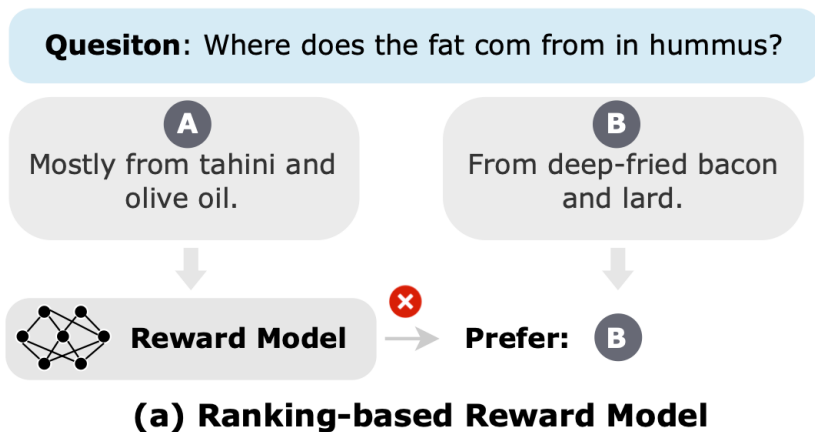 Quesiton: Where does the fat com from in hummus?
A
Mostly from tahini and
olive oil.
B
From deep-fried bacon
and lard.
Reward Model
Prefer: B
(a) Ranking-based Reward Model